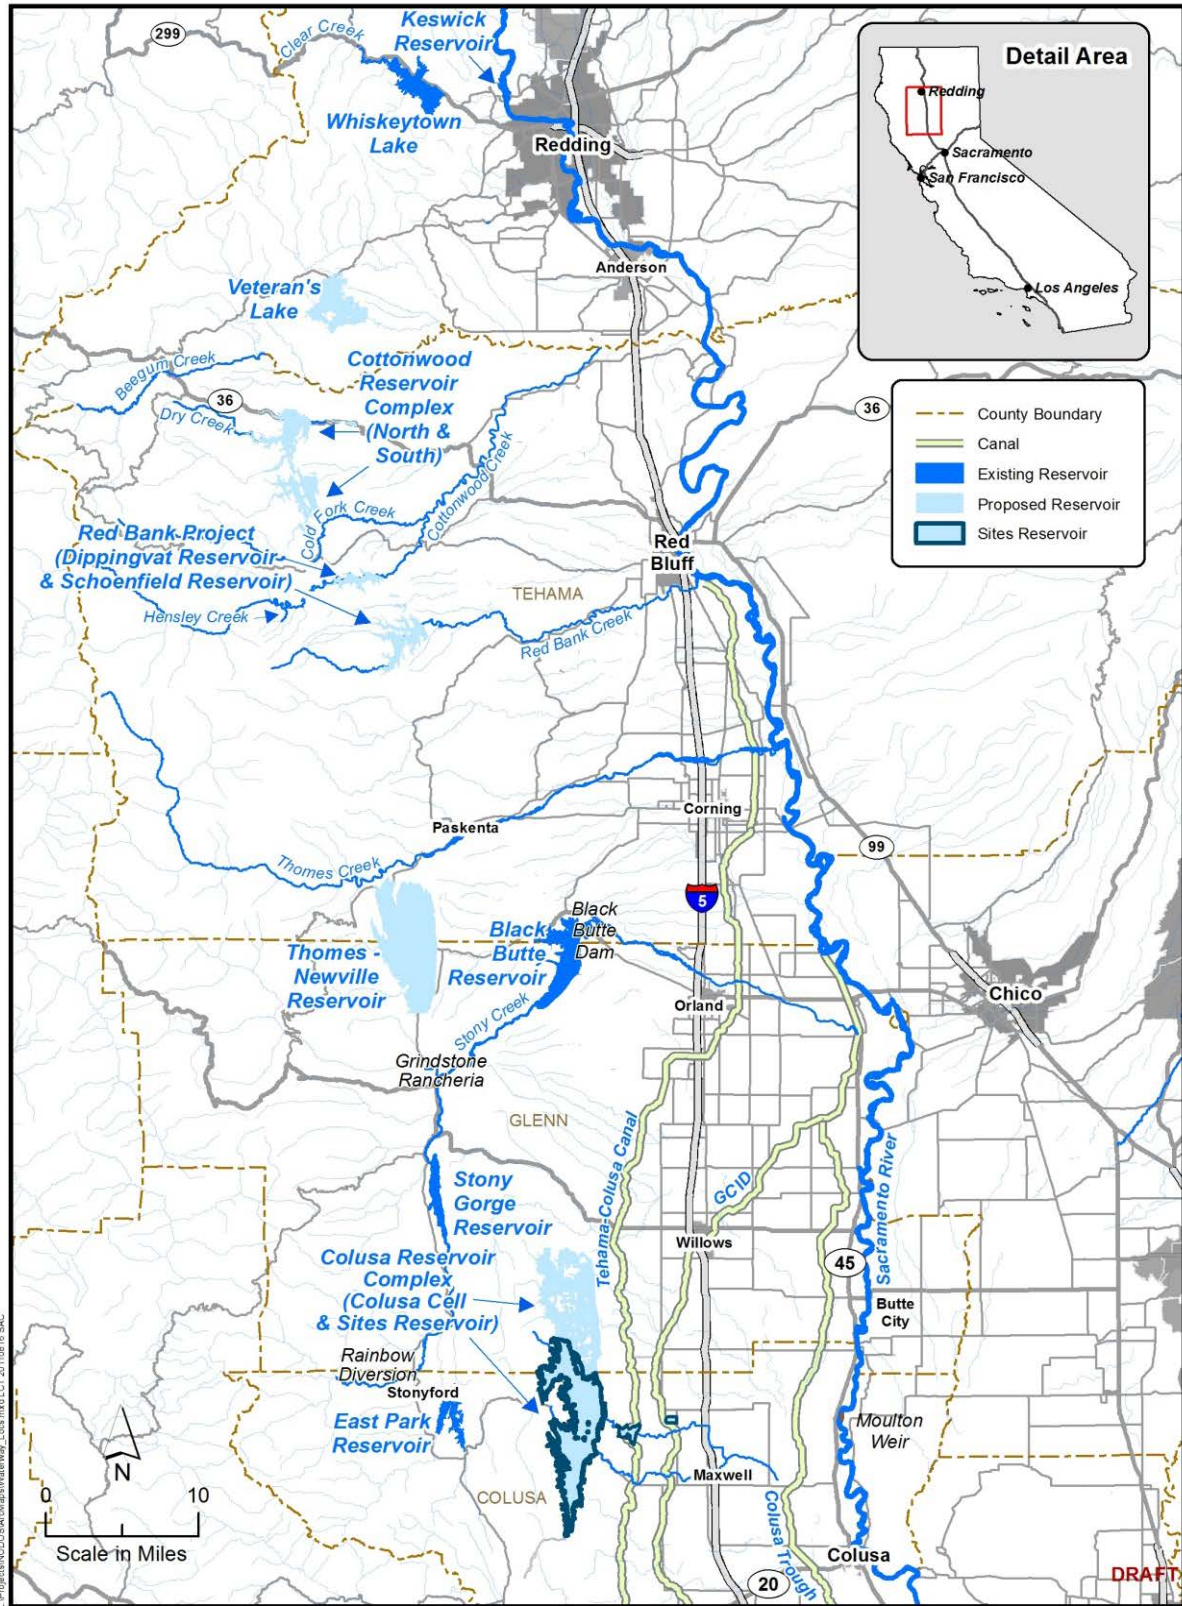 299
Clear Creek
Keswick
Reservoir
Whiskeytown
Lake
Redding
Anderson
Veteran's
Lake
Detail Area
Redding
Sacramento
San Francisco
Los Angeles
County Boundary
Canal
Existing Reservoir
Proposed Reservoir
Sites Reservoir
Beegum Creek
36
Dry Creek
Cottonwood
Reservoir
Complex
(North &
South)
36
Cold Fork Creek
Cottonwood Creek
Red Bank Project
(Dippingvat Reservoir
& Schoenfield Reservoir)
Hensley Creek
Red
Bluff
TEHAMA
Red Bank Creek
Corning
Paskenta
Thomes Creek
99
5
Black
Butte
Dam
Black
Butte
Reservoir
Thomes -
Newville
Reservoir
Stony Creek
Orland
Chico
Grindstone
Rancheria
GLENN
Tehama-Colusa Canal
GCID
Sacramento River
Stony
Gorge
Reservoir
Willows
45
Colusa Reservoir
Complex
(Colusa Cell
& Sites Reservoir)
Butte
City
Rainbow
Diversion
Stonyford
East Park
Reservoir
Moulton
Weir
Maxwell
COLUSA
Colusa Trough
Colusa
20
N
0 10
Scale in Miles
DRAFT